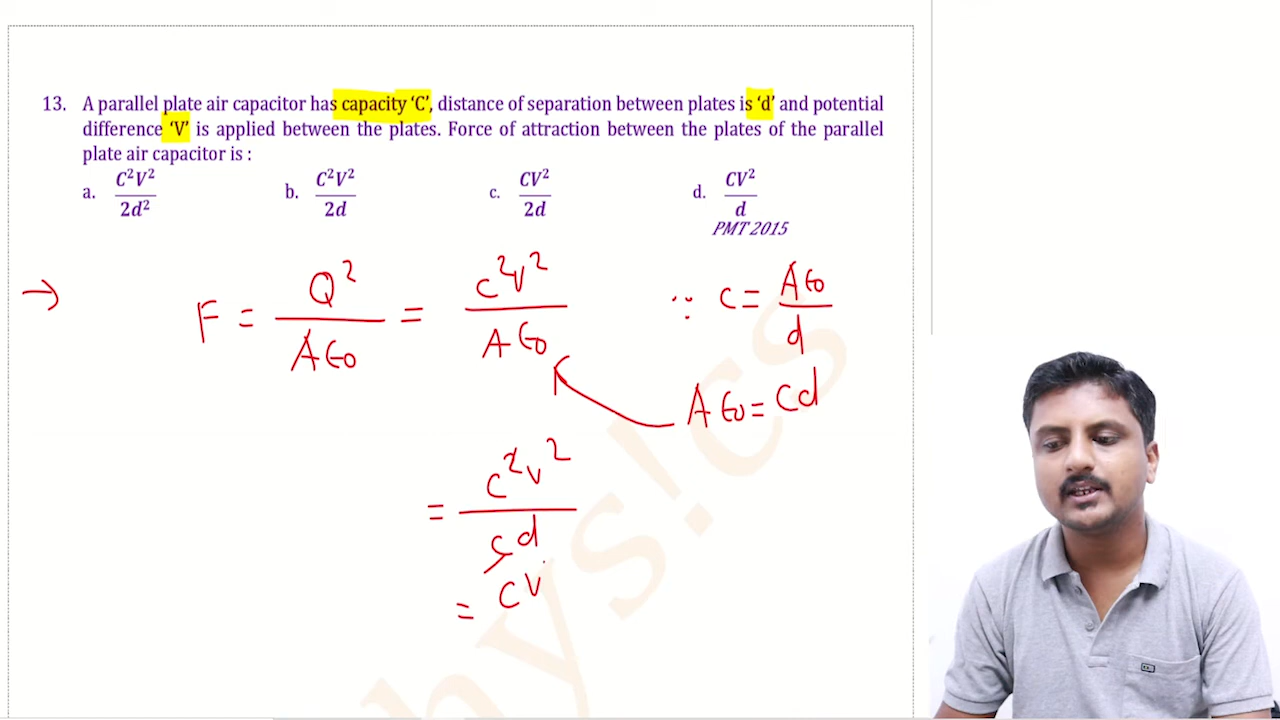 13. A parallel plate air capacitor has capacity ‘C’, distance of separation between plates is ‘d’ and potential
difference ‘V’ is applied between the plates. Force of attraction between the plates of the parallel
plate air capacitor is :
a. C²V²/2d² b. C²V²/2d c. CV²/2d d. CV²/d
PMT 2015
→ F = Q²/Aϵ₀ = C²V²/Aϵ₀ ∵ C = Aϵ₀/d
Aϵ₀ = Cd
= C²V²/Cd
= CV
hys!cs